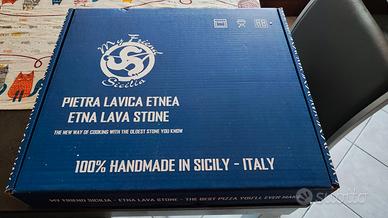 My Friend
Sicilia
PIETRA LAVICA ETNEA
ETNA LAVA STONE
THE NEW WAY OF COOKING WITH THE OLDEST STONE YOU KNOW
100% HANDMADE IN SICILY - ITALY
MY FRIEND SICILIA - ETNA LAVA STONE - THE BEST PIZZA YOU'LL EVER MAKE
subito